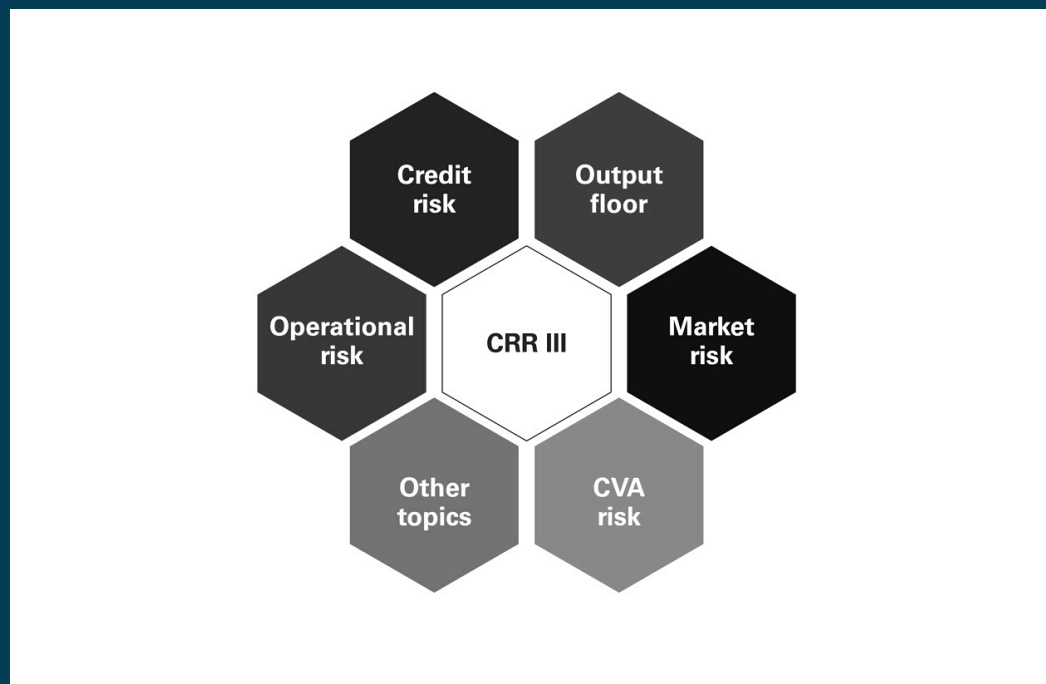 Credit
risk
Output
floor
Operational
risk
CRR III
Market
risk
Other
topics
CVA
risk